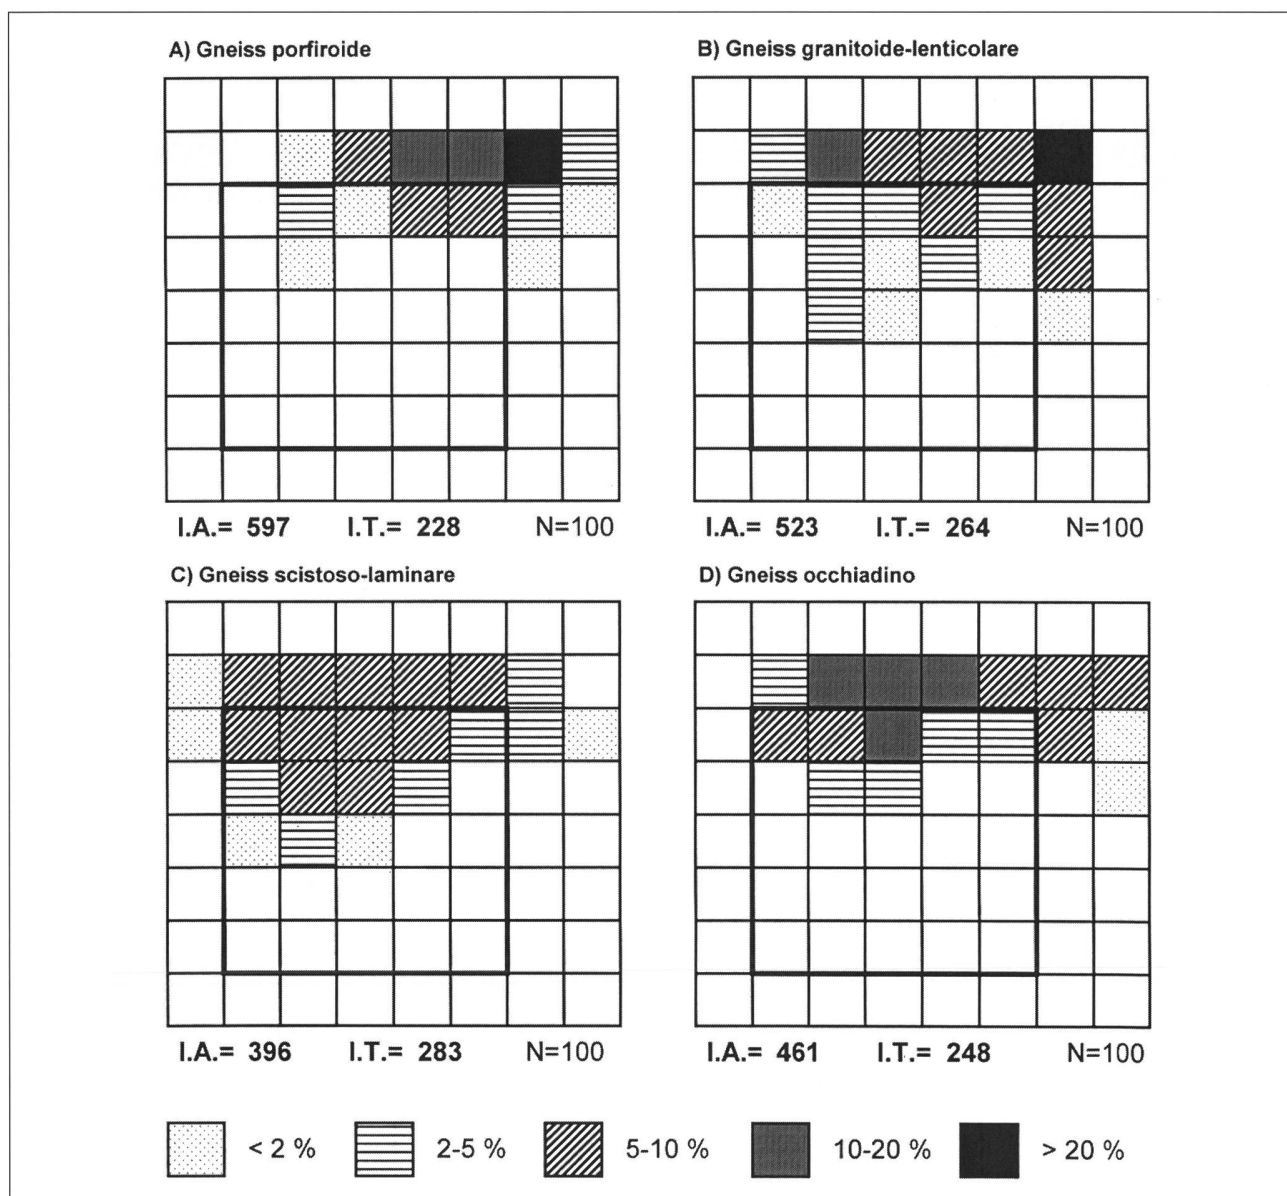 A) Gneiss porfiroide
B) Gneiss granitoide-lenticolare
I.A.= 597 I.T.= 228 N=100
I.A.= 523 I.T.= 264 N=100
C) Gneiss scistoso-laminare
D) Gneiss occhiadino
I.A.= 396 I.T.= 283 N=100
I.A.= 461 I.T.= 248 N=100
< 2 % 2-5 % 5-10 % 10-20 % > 20 %